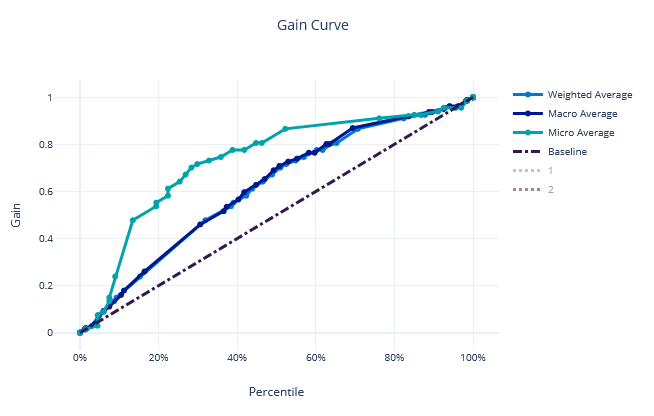 Gain Curve
Weighted Average
Macro Average
Micro Average
Baseline
1
2
1
0.8
0.6
0.4
0.2
0
Gain
0%
20%
40%
60%
80%
100%
Percentile